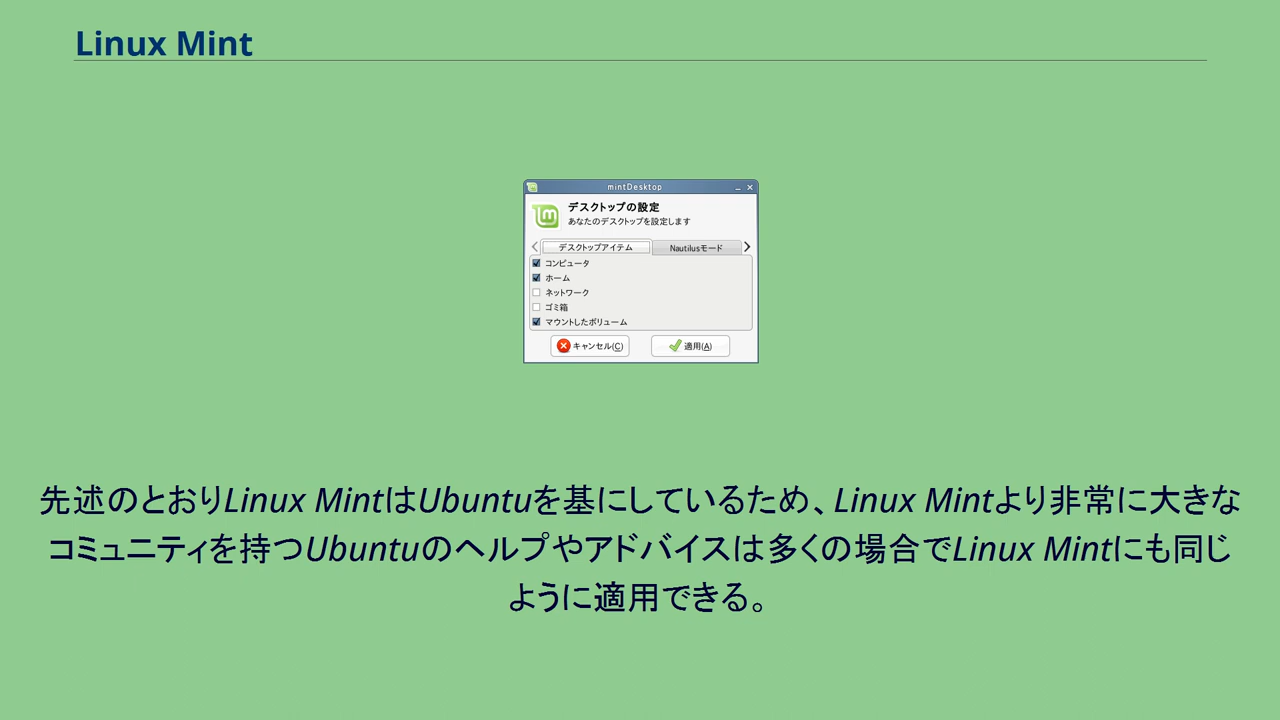 Linux Mint
mintDesktop
デスクトップの設定
あなたのデスクトップを設定します
デスクトップアイテム Nautilusモード
コンピュータ
ホーム
ネットワーク
ゴミ箱
マウントしたボリューム
キャンセル(C) 適用(A)
先述のとおりLinux MintはUbuntuを基にしているため、Linux Mintより非常に大きな
コミュニティを持つUbuntuのヘルプやアドバイスは多くの場合でLinux Mintにも同じ
ように適用できる。